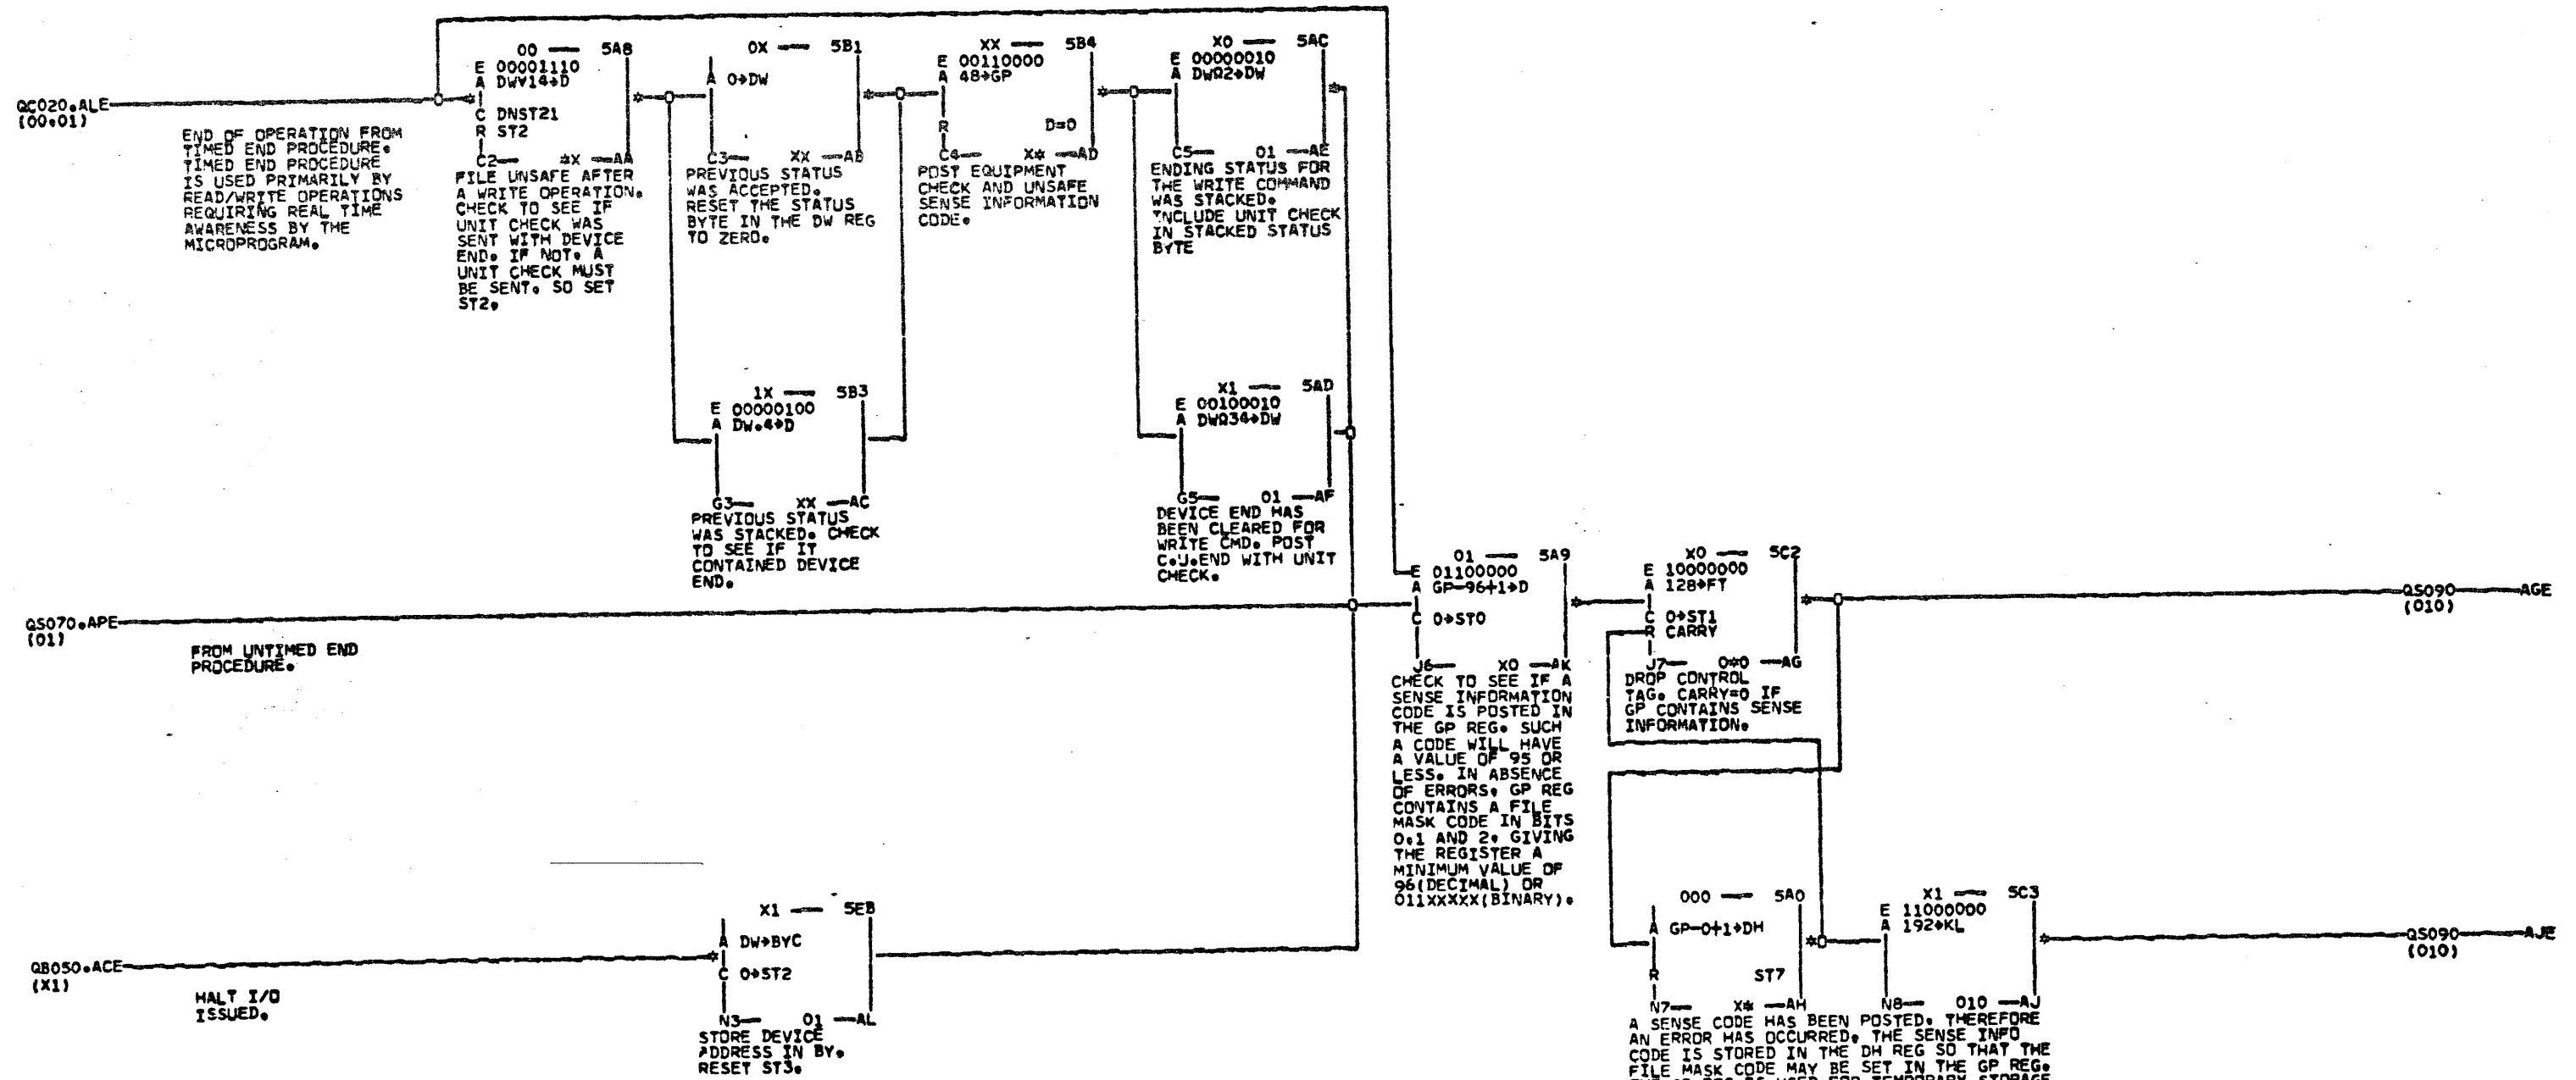 QC020.ALE
(00.01)
END OF OPERATION FROM
TIMED END PROCEDURE.
TIMED END PROCEDURE
IS USED PRIMARILY BY
READ/WRITE OPERATIONS
REQUIRING REAL TIME
AWARENESS BY THE
MICROPROGRAM.
00 — 5A8
E 00001110
A DWV14→D
C DNST21
R ST2
C2— *X —AA
FILE UNSAFE AFTER
A WRITE OPERATION.
CHECK TO SEE IF
UNIT CHECK WAS
SENT WITH DEVICE
END. IF NOT. A
UNIT CHECK MUST
BE SENT. SO SET
ST2.
0X — 5B1
A 0→DW
C3— XX —AB
PREVIOUS STATUS
WAS ACCEPTED.
RESET THE STATUS
BYTE IN THE DW REG
TO ZERO.
XX — 5B4
E 00110000
A 48→GP
R D=0
C4— X* —AD
POST EQUIPMENT
CHECK AND UNSAFE
SENSE INFORMATION
CODE.
X0 — 5AC
E 00000010
A DWΩ2→DW
C5— 01 —AE
ENDING STATUS FOR
THE WRITE COMMAND
WAS STACKED.
INCLUDE UNIT CHECK
IN STACKED STATUS
BYTE
1X — 5B3
E 00000100
A DW.4→D
G3— XX —AC
PREVIOUS STATUS
WAS STACKED. CHECK
TO SEE IF IT
CONTAINED DEVICE
END.
X1 — 5AD
E 00100010
A DWΩ34→DW
G5— 01 —AF
DEVICE END HAS
BEEN CLEARED FOR
WRITE CMD. POST
C.U.END WITH UNIT
CHECK.
QS070.APE
(01)
FROM UNTIMED END
PROCEDURE.
01 — 5A9
E 01100000
A GP-96+1→D
C 0→ST0
J6— X0 —AK
CHECK TO SEE IF A
SENSE INFORMATION
CODE IS POSTED IN
THE GP REG. SUCH
A CODE WILL HAVE
A VALUE OF 95 OR
LESS. IN ABSENCE
OF ERRORS. GP REG
CONTAINS A FILE
MASK CODE IN BITS
0.1 AND 2. GIVING
THE REGISTER A
MINIMUM VALUE OF
96(DECIMAL) OR
011XXXXX(BINARY).
X0 — 5C2
E 10000000
A 128→FT
C 0→ST1
R CARRY
J7— 0*0 —AG
DROP CONTROL
TAG. CARRY=0 IF
GP CONTAINS SENSE
INFORMATION.
QS090 —AGE
(010)
QB050.ACE
(X1)
HALT I/O
ISSUED.
X1 — 5EB
A DW→BYC
C 0→ST2
N3— 01 —AL
STORE DEVICE
ADDRESS IN BY.
RESET ST3.
000 — 5A0
A GP-0+1→DH
R ST7
N7— X* —AH
A SENSE CODE HAS BEEN POSTED. THEREFORE
AN ERROR HAS OCCURRED. THE SENSE INFO
CODE IS STORED IN THE DH REG SO THAT THE
FILE MASK CODE MAY BE SET IN THE GP REG.
X1 — 5C3
E 11000000
A 192→KL
N8— 010 —AJ
QS090 —AJE
(010)